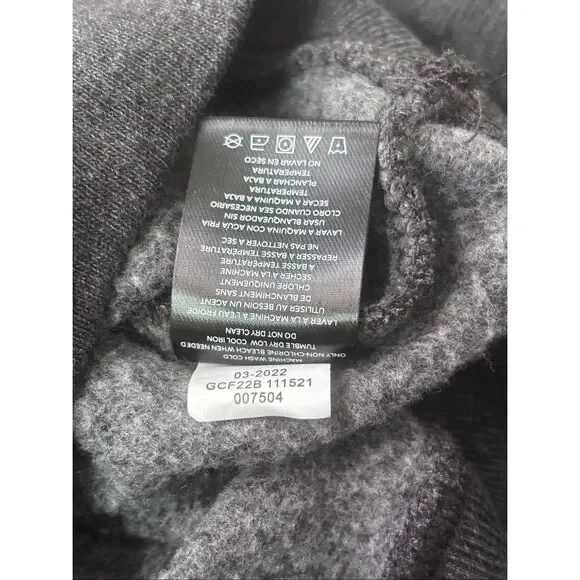 MACHINE WASH COLD
ONLY NON-CHLORINE BLEACH WHEN NEEDED
TUMBLE DRY LOW COOL IRON
DO NOT DRY CLEAN
LAVER À LA MACHINE À L'EAU FROIDE
UTILISER AU BESOIN UN AGENT
DE BLANCHIMENT SANS
CHLORE UNIQUEMENT
SÉCHER À LA MACHINE
À BASSE TEMPÉRATURE
REPASSER À BASSE TEMPÉRATURE
NE PAS NETTOYER À SEC
LAVAR A MAQUINA CON AGUA FRIA
USAR BLANQUEADOR SIN
CLORO CUANDO SEA NECESARIO
SECAR A MAQUINA A BAJA
TEMPERATURA
PLANCHAR A BAJA
TEMPERATURA
NO LAVAR EN SECO
03-2022
GCF22B 111521
007504